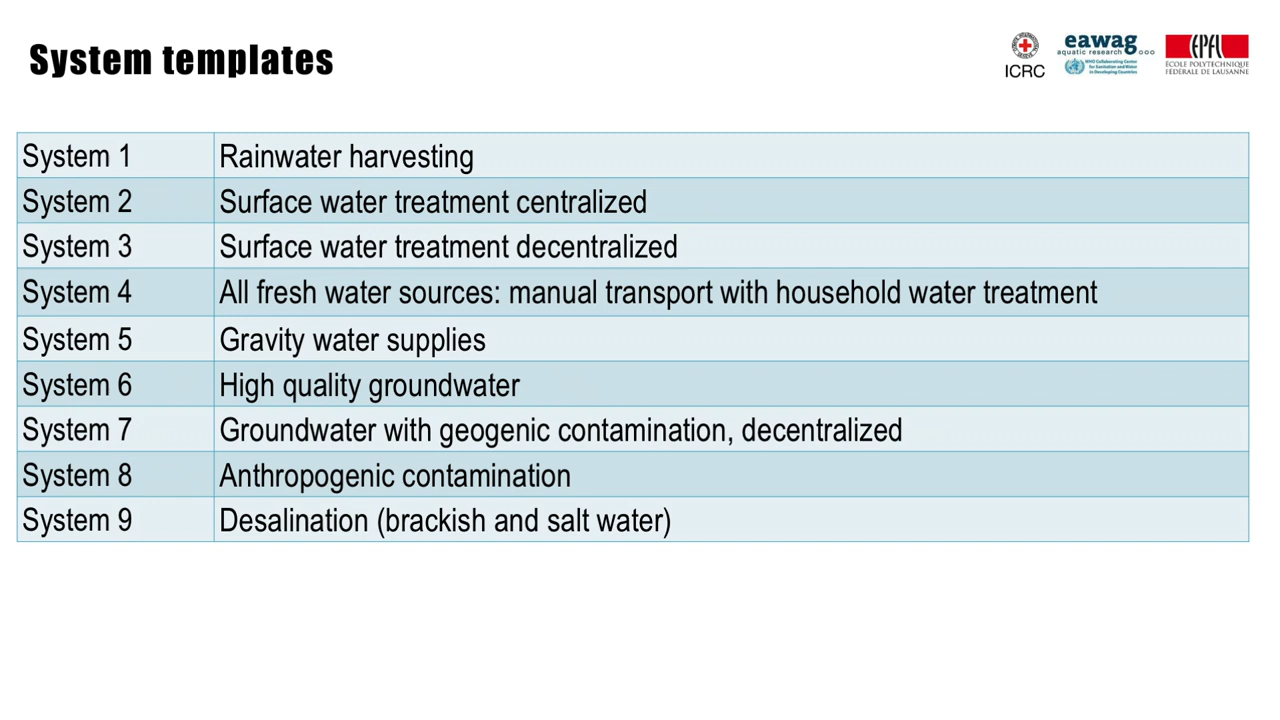 System templates
ICRC
eawag
aquatic research
WHO Collaborating Center
for Sanitation and Water
in Developing Countries
EPFL
ÉCOLE POLYTECHNIQUE
FÉDÉRALE DE LAUSANNE
System 1 Rainwater harvesting
System 2 Surface water treatment centralized
System 3 Surface water treatment decentralized
System 4 All fresh water sources: manual transport with household water treatment
System 5 Gravity water supplies
System 6 High quality groundwater
System 7 Groundwater with geogenic contamination, decentralized
System 8 Anthropogenic contamination
System 9 Desalination (brackish and salt water)